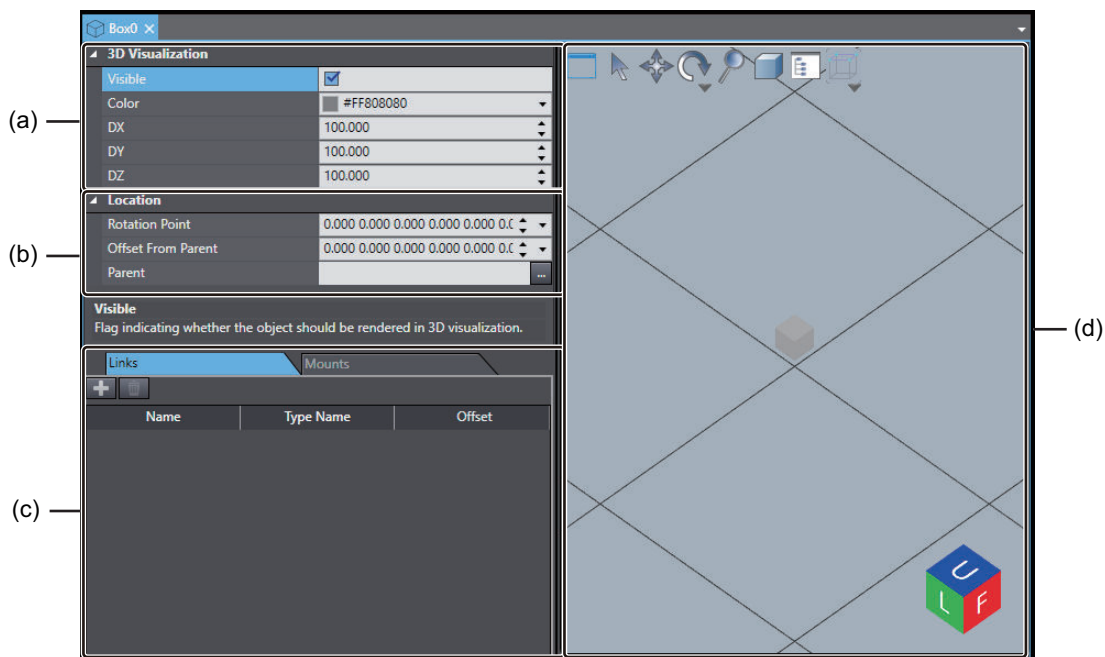 Box0
3D Visualization
Visible
Color #FF808080
DX 100.000
DY 100.000
DZ 100.000
(a)
Location
Rotation Point 0.000 0.000 0.000 0.000 0.000 0.(
Offset From Parent 0.000 0.000 0.000 0.000 0.000 0.(
Parent ...
(b)
Visible
Flag indicating whether the object should be rendered in 3D visualization.
Links Mounts
Name Type Name Offset
(c)
(d)
U
L F